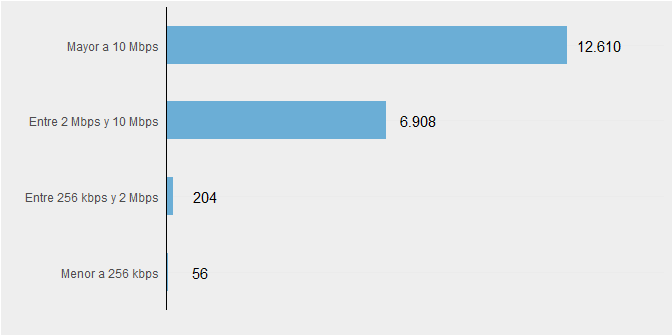 Mayor a 10 Mbps 12.610
Entre 2 Mbps y 10 Mbps 6.908
Entre 256 kbps y 2 Mbps 204
Menor a 256 kbps 56